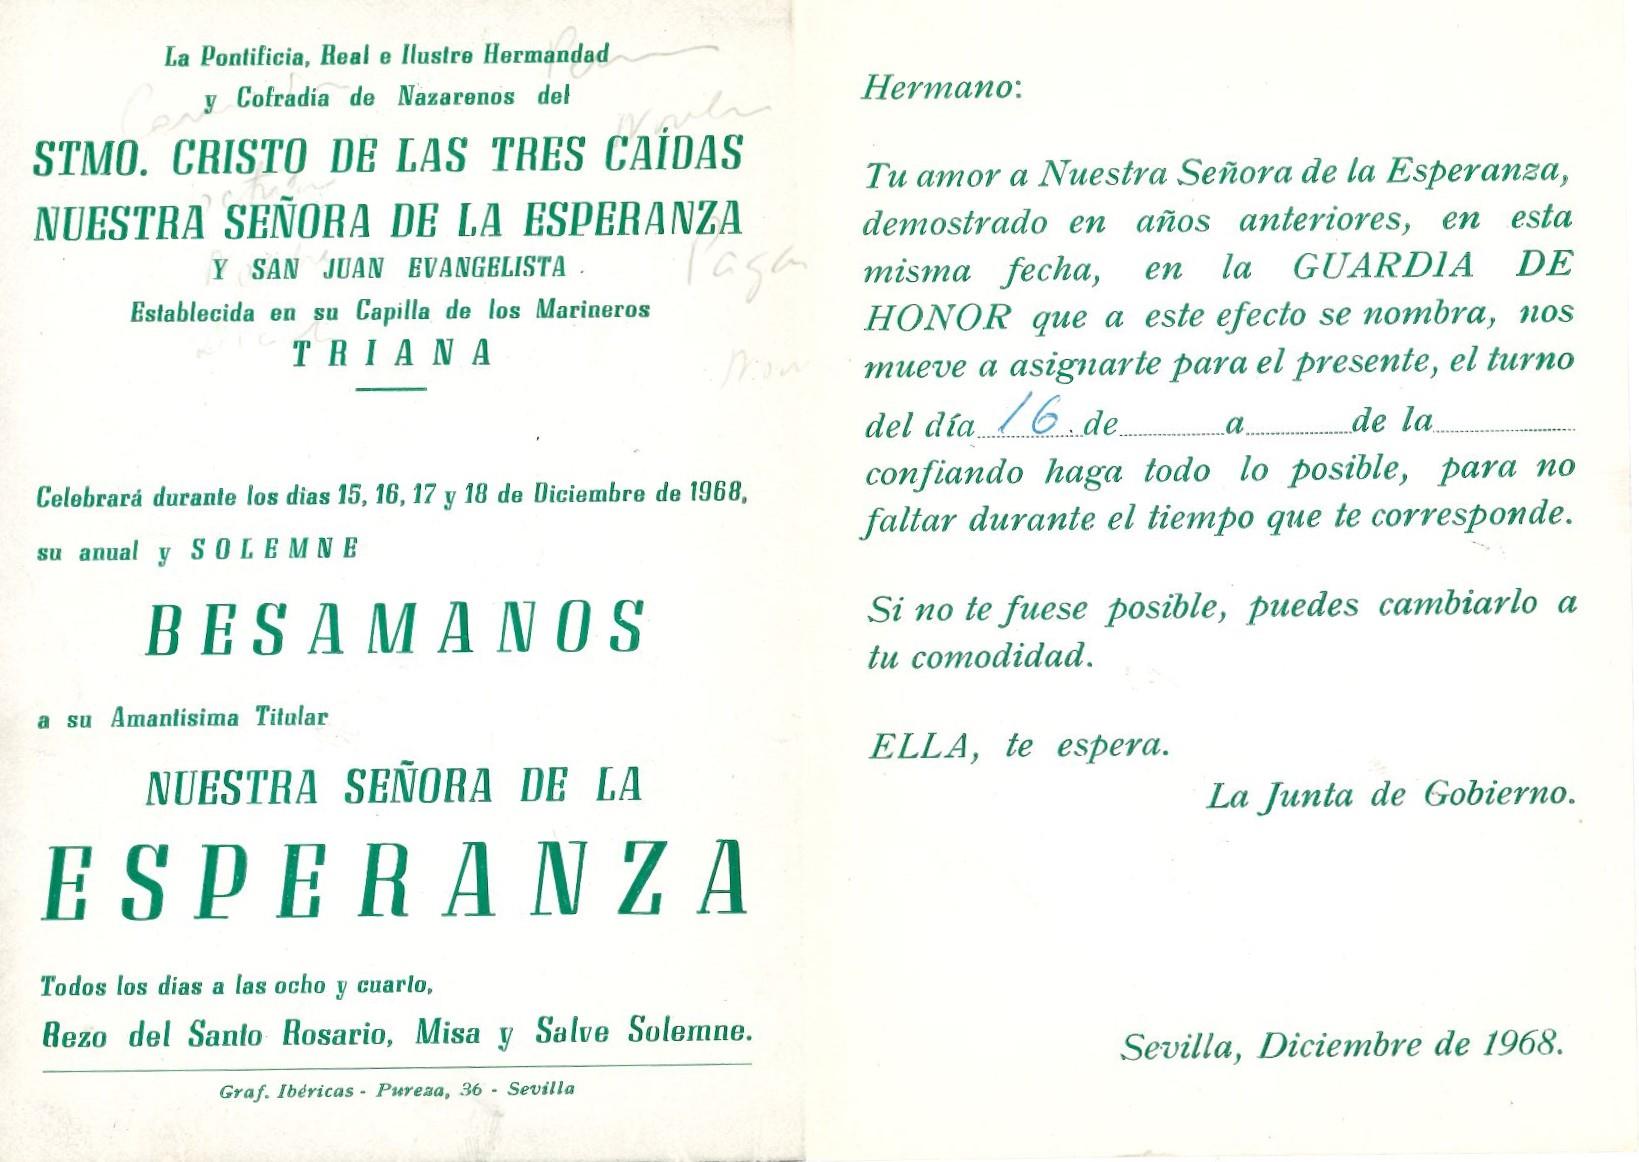 La Pontificia, Real e Ilustre Hermandad
y Cofradía de Nazarenos del
STMO. CRISTO DE LAS TRES CAÍDAS
NUESTRA SEÑORA DE LA ESPERANZA
Y SAN JUAN EVANGELISTA
Establecida en su Capilla de los Marineros
TRIANA
Celebrará durante los dias 15, 16, 17 y 18 de Diciembre de 1968,
su anual y SOLEMNE
BESAMANOS
a su Amantísima Titular
NUESTRA SEÑORA DE LA
ESPERANZA
Todos los dias a las ocho y cuarto,
Rezo del Santo Rosario, Misa y Salve Solemne.
Graf. Ibéricas - Pureza, 36 - Sevilla
Hermano:
Tu amor a Nuestra Señora de la Esperanza,
demostrado en años anteriores, en esta
misma fecha, en la GUARDIA DE
HONOR que a este efecto se nombra, nos
mueve a asignarte para el presente, el turno
del día 16 de a de la
confiando haga todo lo posible, para no
faltar durante el tiempo que te corresponde.
Si no te fuese posible, puedes cambiarlo a
tu comodidad.
ELLA, te espera.
La Junta de Gobierno.
Sevilla, Diciembre de 1968.